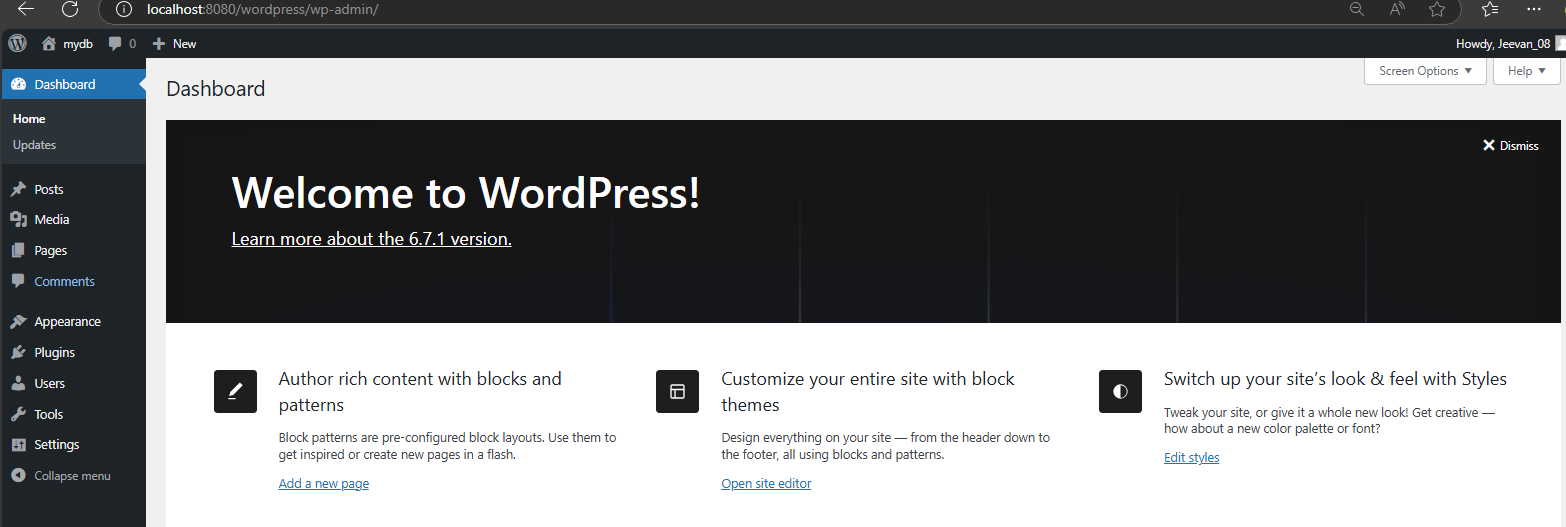 localhost:8080/wordpress/wp-admin/
mydb 0 New Howdy, Jeevan_08
Dashboard
Home
Updates
Posts
Media
Pages
Comments
Appearance
Plugins
Users
Tools
Settings
Collapse menu
Screen Options Help
Dashboard
Dismiss
Welcome to WordPress!
Learn more about the 6.7.1 version.
Author rich content with blocks and
patterns
Block patterns are pre-configured block layouts. Use them to
get inspired or create new pages in a flash.
Add a new page
Customize your entire site with block
themes
Design everything on your site — from the header down to
the footer, all using blocks and patterns.
Open site editor
Switch up your site’s look & feel with Styles
Tweak your site, or give it a whole new look! Get creative —
how about a new color palette or font?
Edit styles